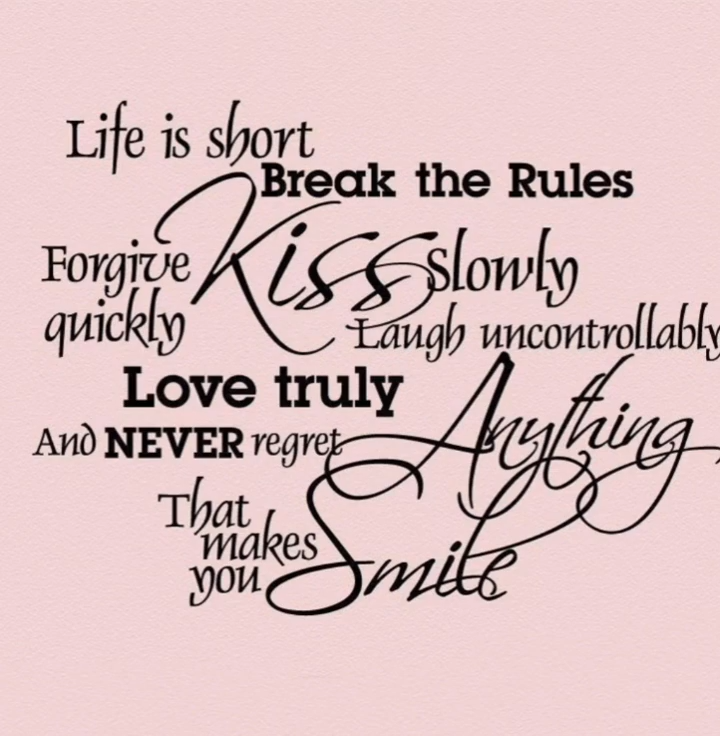 Life is short
Break the Rules
Forgive
quickly
Kiss Slowly
Laugh uncontrollably
Love truly
And NEVER regret
Anything
That
makes
you
Smile